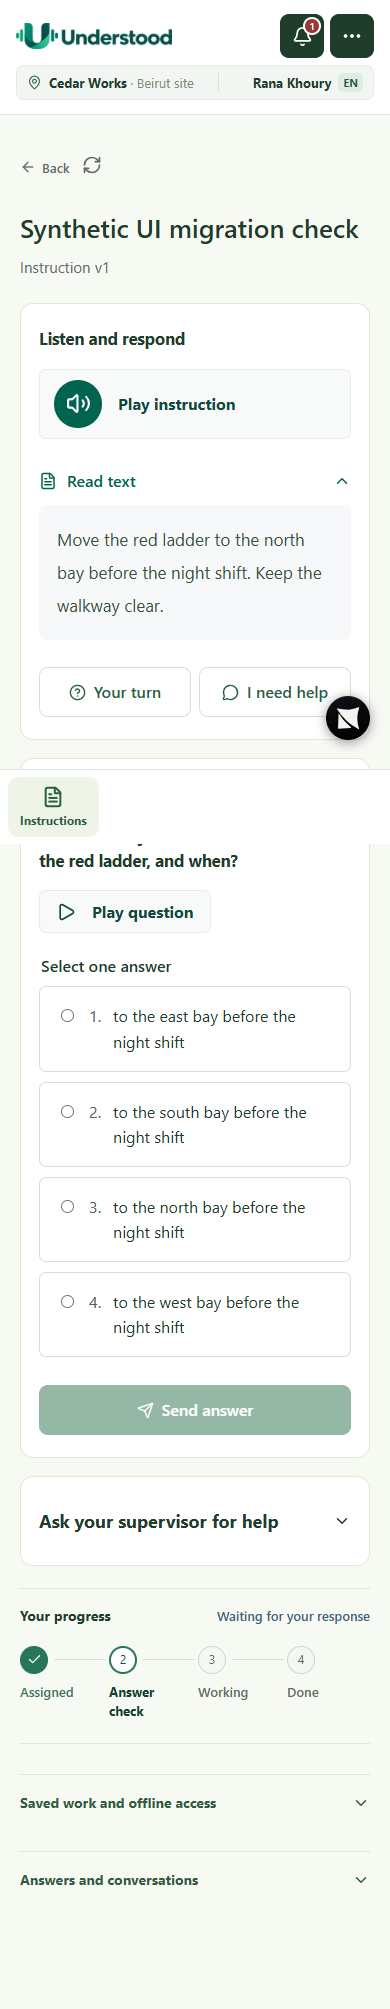 Understood
1
Cedar Works · Beirut site
Rana Khoury EN
Back
Synthetic UI migration check
Instruction v1
Listen and respond
Play instruction
Read text
Move the red ladder to the north
bay before the night shift. Keep the
walkway clear.
Your turn
I need help
Instructions
the red ladder, and when?
Play question
Select one answer
1. to the east bay before the
night shift
2. to the south bay before the
night shift
3. to the north bay before the
night shift
4. to the west bay before the
night shift
Send answer
Ask your supervisor for help
Your progress
Waiting for your response
2 3 4
Assigned Answer Working Done
check
Saved work and offline access
Answers and conversations